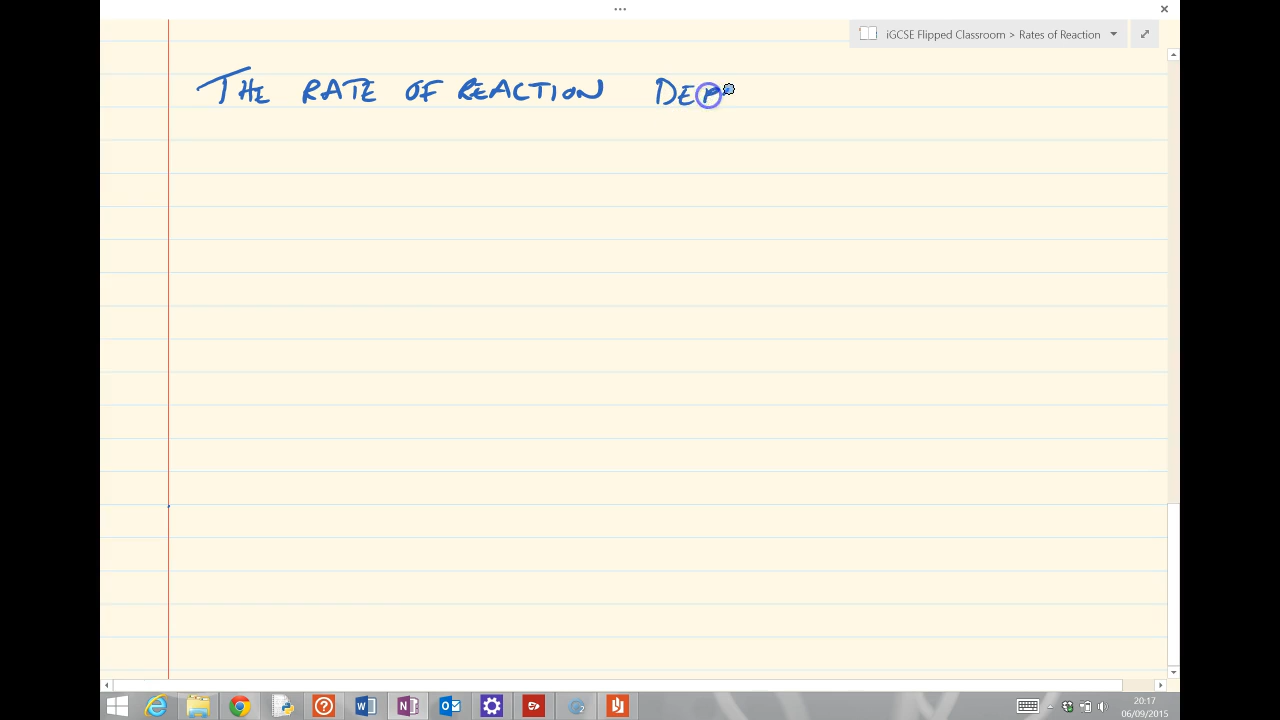 ...
iGCSE Flipped Classroom > Rates of Reaction
THE RATE OF REACTION DEP
20:17
06/09/2015